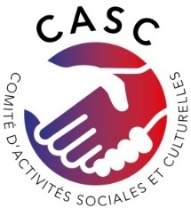 CASC
COMITÉ D'ACTIVITÉS SOCIALES ET CULTURELLES